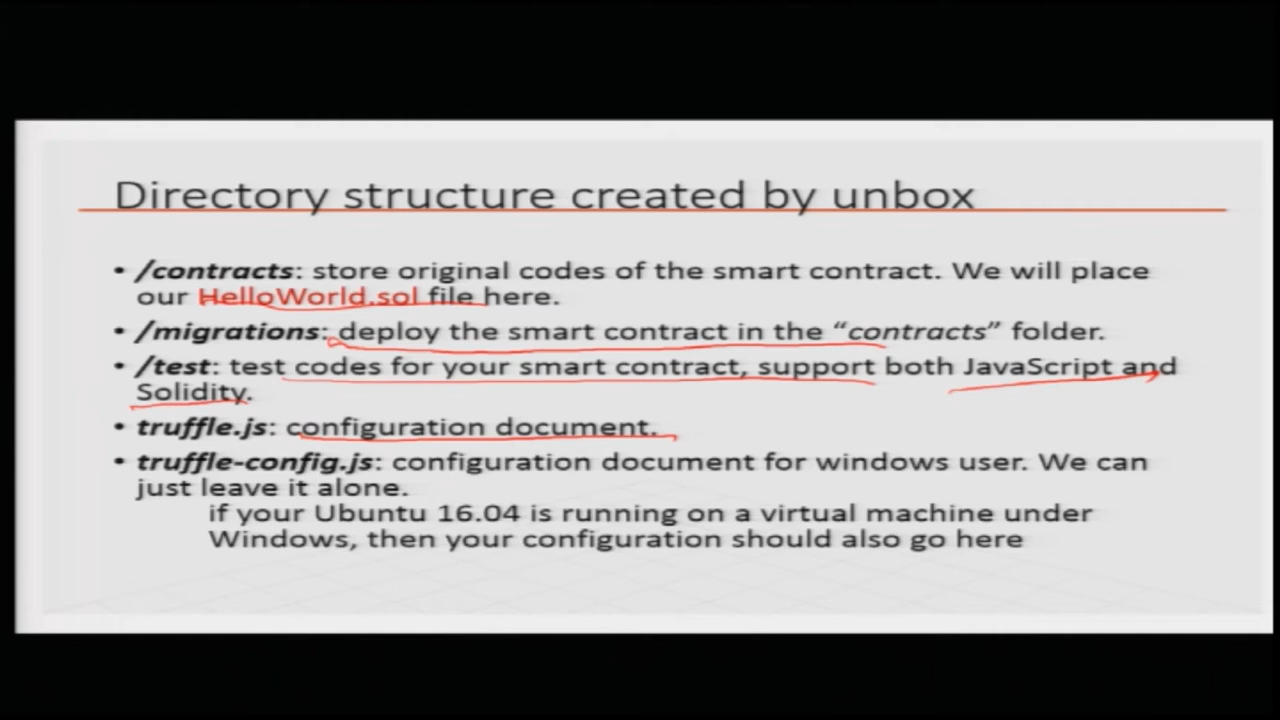 Directory structure created by unbox
• /contracts: store original codes of the smart contract. We will place
our HelloWorld.sol file here.
• /migrations: deploy the smart contract in the “contracts” folder.
• /test: test codes for your smart contract, support both JavaScript and
Solidity.
• truffle.js: configuration document.
• truffle-config.js: configuration document for windows user. We can
just leave it alone.
if your Ubuntu 16.04 is running on a virtual machine under
Windows, then your configuration should also go here